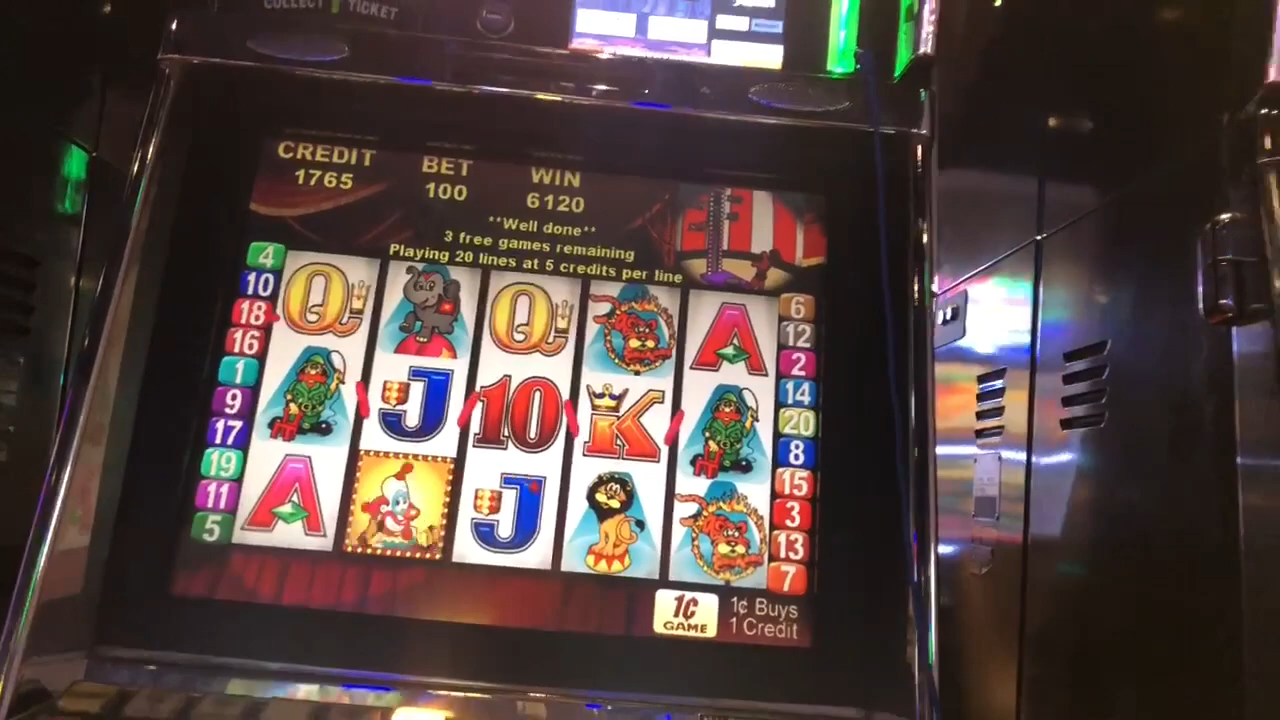 COLLECT TICKET
CREDIT BET WIN
1765 100 6120
**Well done**
3 free games remaining
Playing 20 lines at 5 credits per line
4 Q Q A 6
10 12
18 2
16 14
1 J 10 K 20
9 8
17 15
19 A J 3
11 13
5 7
1¢ GAME
1¢ Buys
1 Credit